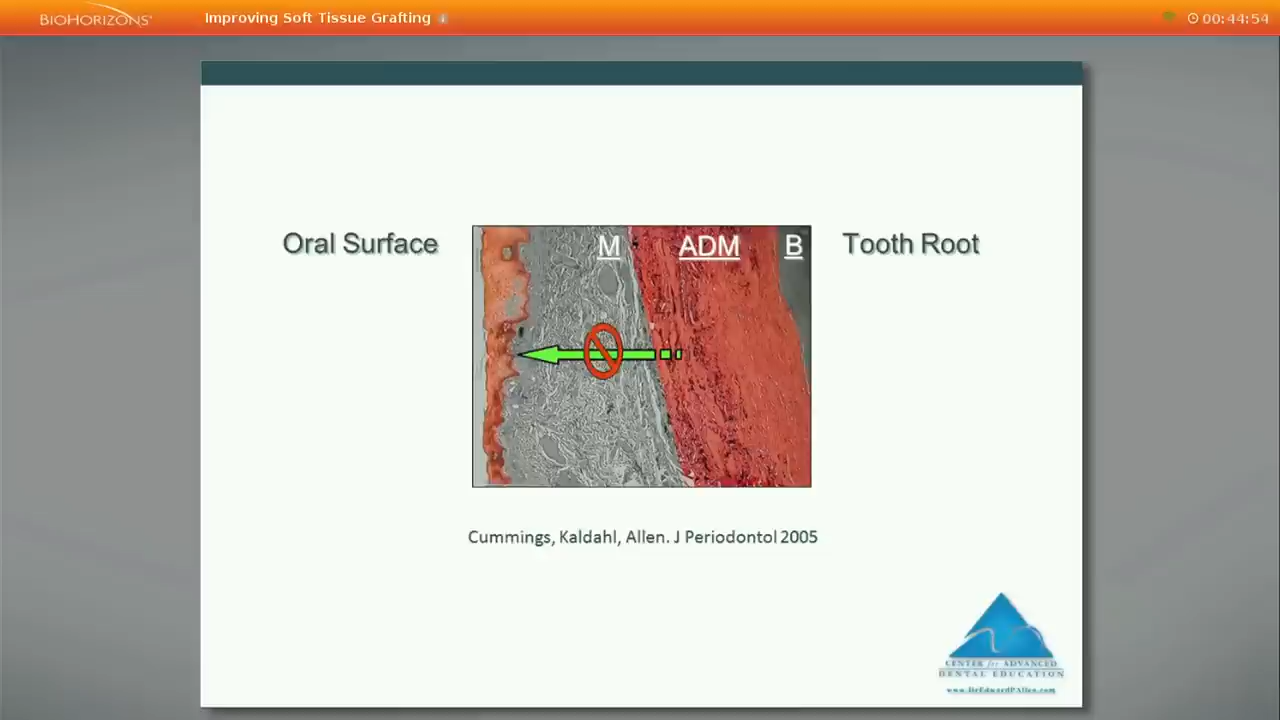 BIOHORIZONS
Improving Soft Tissue Grafting
00:44:54
Oral Surface
M
ADM
B
Tooth Root
Cummings, Kaldahl, Allen. J Periodontol 2005
CENTER for ADVANCED
DENTAL EDUCATION
www.DrEdwardPAllen.com